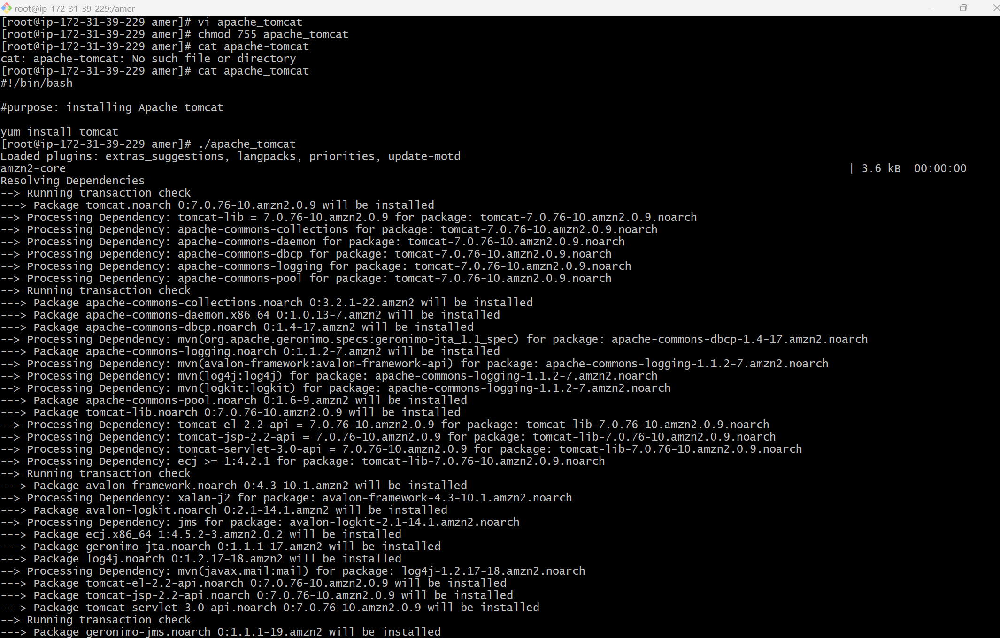 root@ip-172-31-39-229:/amer
[root@ip-172-31-39-229 amer]# vi apache_tomcat
[root@ip-172-31-39-229 amer]# chmod 755 apache_tomcat
[root@ip-172-31-39-229 amer]# cat apache-tomcat
cat: apache-tomcat: No such file or directory
[root@ip-172-31-39-229 amer]# cat apache_tomcat
#!/bin/bash
#purpose: installing Apache tomcat
yum install tomcat
[root@ip-172-31-39-229 amer]# ./apache_tomcat
Loaded plugins: extras_suggestions, langpacks, priorities, update-motd
amzn2-core | 3.6 kB 00:00:00
Resolving Dependencies
--> Running transaction check
---> Package tomcat.noarch 0:7.0.76-10.amzn2.0.9 will be installed
--> Processing Dependency: tomcat-lib = 7.0.76-10.amzn2.0.9 for package: tomcat-7.0.76-10.amzn2.0.9.noarch
--> Processing Dependency: apache-commons-collections for package: tomcat-7.0.76-10.amzn2.0.9.noarch
--> Processing Dependency: apache-commons-daemon for package: tomcat-7.0.76-10.amzn2.0.9.noarch
--> Processing Dependency: apache-commons-dbcp for package: tomcat-7.0.76-10.amzn2.0.9.noarch
--> Processing Dependency: apache-commons-logging for package: tomcat-7.0.76-10.amzn2.0.9.noarch
--> Processing Dependency: apache-commons-pool for package: tomcat-7.0.76-10.amzn2.0.9.noarch
--> Running transaction check
---> Package apache-commons-collections.noarch 0:3.2.1-22.amzn2 will be installed
---> Package apache-commons-daemon.x86_64 0:1.0.13-7.amzn2 will be installed
---> Package apache-commons-dbcp.noarch 0:1.4-17.amzn2 will be installed
--> Processing Dependency: mvn(org.apache.geronimo.specs:geronimo-jta_1.1_spec) for package: apache-commons-dbcp-1.4-17.amzn2.noarch
---> Package apache-commons-logging.noarch 0:1.1.2-7.amzn2 will be installed
--> Processing Dependency: mvn(avalon-framework:avalon-framework-api) for package: apache-commons-logging-1.1.2-7.amzn2.noarch
--> Processing Dependency: mvn(log4j:log4j) for package: apache-commons-logging-1.1.2-7.amzn2.noarch
--> Processing Dependency: mvn(logkit:logkit) for package: apache-commons-logging-1.1.2-7.amzn2.noarch
---> Package apache-commons-pool.noarch 0:1.6-9.amzn2 will be installed
---> Package tomcat-lib.noarch 0:7.0.76-10.amzn2.0.9 will be installed
--> Processing Dependency: tomcat-el-2.2-api = 7.0.76-10.amzn2.0.9 for package: tomcat-lib-7.0.76-10.amzn2.0.9.noarch
--> Processing Dependency: tomcat-jsp-2.2-api = 7.0.76-10.amzn2.0.9 for package: tomcat-lib-7.0.76-10.amzn2.0.9.noarch
--> Processing Dependency: tomcat-servlet-3.0-api = 7.0.76-10.amzn2.0.9 for package: tomcat-lib-7.0.76-10.amzn2.0.9.noarch
--> Processing Dependency: ecj >= 1:4.2.1 for package: tomcat-lib-7.0.76-10.amzn2.0.9.noarch
--> Running transaction check
---> Package avalon-framework.noarch 0:4.3-10.1.amzn2 will be installed
--> Processing Dependency: xalan-j2 for package: avalon-framework-4.3-10.1.amzn2.noarch
---> Package avalon-logkit.noarch 0:2.1-14.1.amzn2 will be installed
--> Processing Dependency: jms for package: avalon-logkit-2.1-14.1.amzn2.noarch
---> Package ecj.x86_64 1:4.5.2-3.amzn2.0.2 will be installed
---> Package geronimo-jta.noarch 0:1.1.1-17.amzn2 will be installed
---> Package log4j.noarch 0:1.2.17-18.amzn2 will be installed
--> Processing Dependency: mvn(javax.mail:mail) for package: log4j-1.2.17-18.amzn2.noarch
---> Package tomcat-el-2.2-api.noarch 0:7.0.76-10.amzn2.0.9 will be installed
---> Package tomcat-jsp-2.2-api.noarch 0:7.0.76-10.amzn2.0.9 will be installed
---> Package tomcat-servlet-3.0-api.noarch 0:7.0.76-10.amzn2.0.9 will be installed
--> Running transaction check
---> Package geronimo-jms.noarch 0:1.1.1-19.amzn2 will be installed